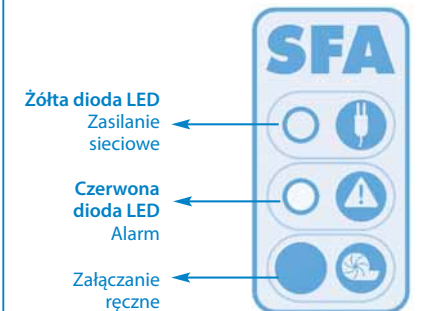 SFA
Żółta dioda LED
Zasilanie
sieciowe
Czerwona
dioda LED
Alarm
Załączanie
ręczne